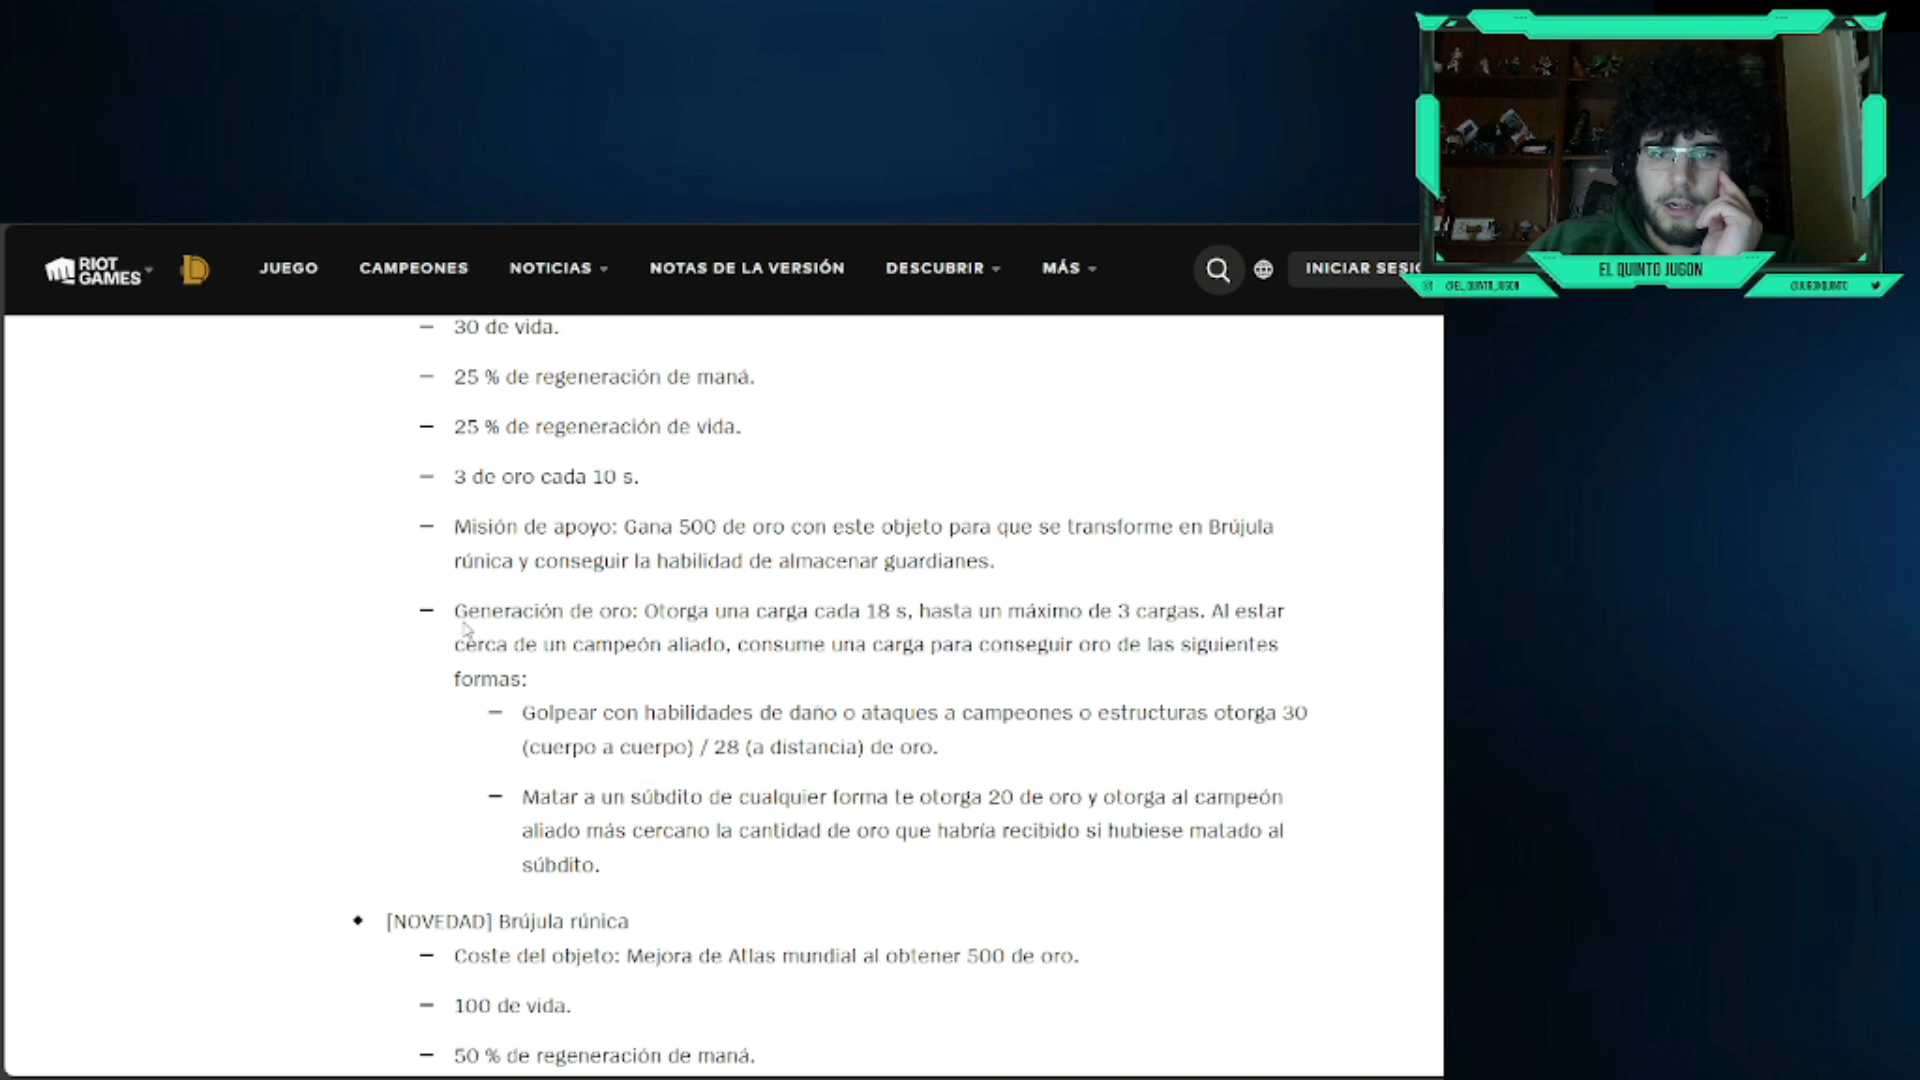 RIOT
GAMES
JUEGO
CAMPEONES
NOTICIAS
NOTAS DE LA VERSIÓN
DESCUBRIR
MÁS
INICIAR SESIO
EL QUINTO JUGON
@EL_QUINTO_JUGON
@JUGONQUINTO
— 30 de vida.
— 25 % de regeneración de maná.
— 25 % de regeneración de vida.
— 3 de oro cada 10 s.
— Misión de apoyo: Gana 500 de oro con este objeto para que se transforme en Brújula
rúnica y conseguir la habilidad de almacenar guardianes.
— Generación de oro: Otorga una carga cada 18 s, hasta un máximo de 3 cargas. Al estar
cerca de un campeón aliado, consume una carga para conseguir oro de las siguientes
formas:
— Golpear con habilidades de daño o ataques a campeones o estructuras otorga 30
(cuerpo a cuerpo) / 28 (a distancia) de oro.
— Matar a un súbdito de cualquier forma te otorga 20 de oro y otorga al campeón
aliado más cercano la cantidad de oro que habría recibido si hubiese matado al
súbdito.
◆ [NOVEDAD] Brújula rúnica
— Coste del objeto: Mejora de Atlas mundial al obtener 500 de oro.
— 100 de vida.
— 50 % de regeneración de maná.